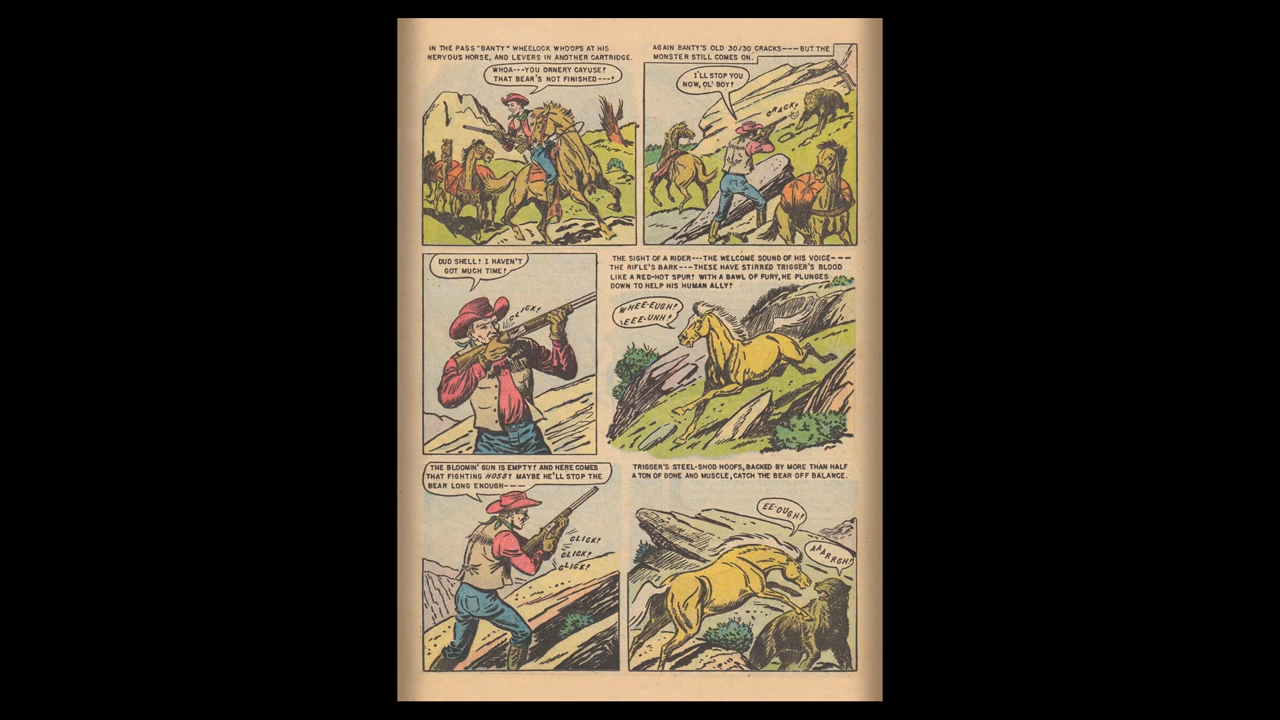 IN THE PASS "BANTY" WHEELOCK WHOOPS AT HIS
NERVOUS HORSE, AND LEVERS IN ANOTHER CARTRIDGE.
WHOA---YOU ORNERY CAYUSE!
THAT BEAR'S NOT FINISHED---!
AGAIN BANTY'S OLD 30/30 CRACKS---BUT THE
MONSTER STILL COMES ON.
I'LL STOP YOU
NOW, OL' BOY!
CRACK!
DUD SHELL! I HAVEN'T
GOT MUCH TIME!
CLICK!
THE SIGHT OF A RIDER---THE WELCOME SOUND OF HIS VOICE---
THE RIFLE'S BARK---THESE HAVE STIRRED TRIGGER'S BLOOD
LIKE A RED-HOT SPUR! WITH A BAWL OF FURY, HE PLUNGES
DOWN TO HELP HIS HUMAN ALLY!
WHEE-EUGH!
EEE-UNH!
THE BLOOMIN' GUN IS EMPTY! AND HERE COMES
THAT FIGHTING HOSS! MAYBE HE'LL STOP THE
BEAR LONG ENOUGH---
CLICK!
CLICK!
CLICK!
TRIGGER'S STEEL-SHOD HOOFS, BACKED BY MORE THAN HALF
A TON OF BONE AND MUSCLE, CATCH THE BEAR OFF BALANCE.
EE-OUGH!
AAARRGH!